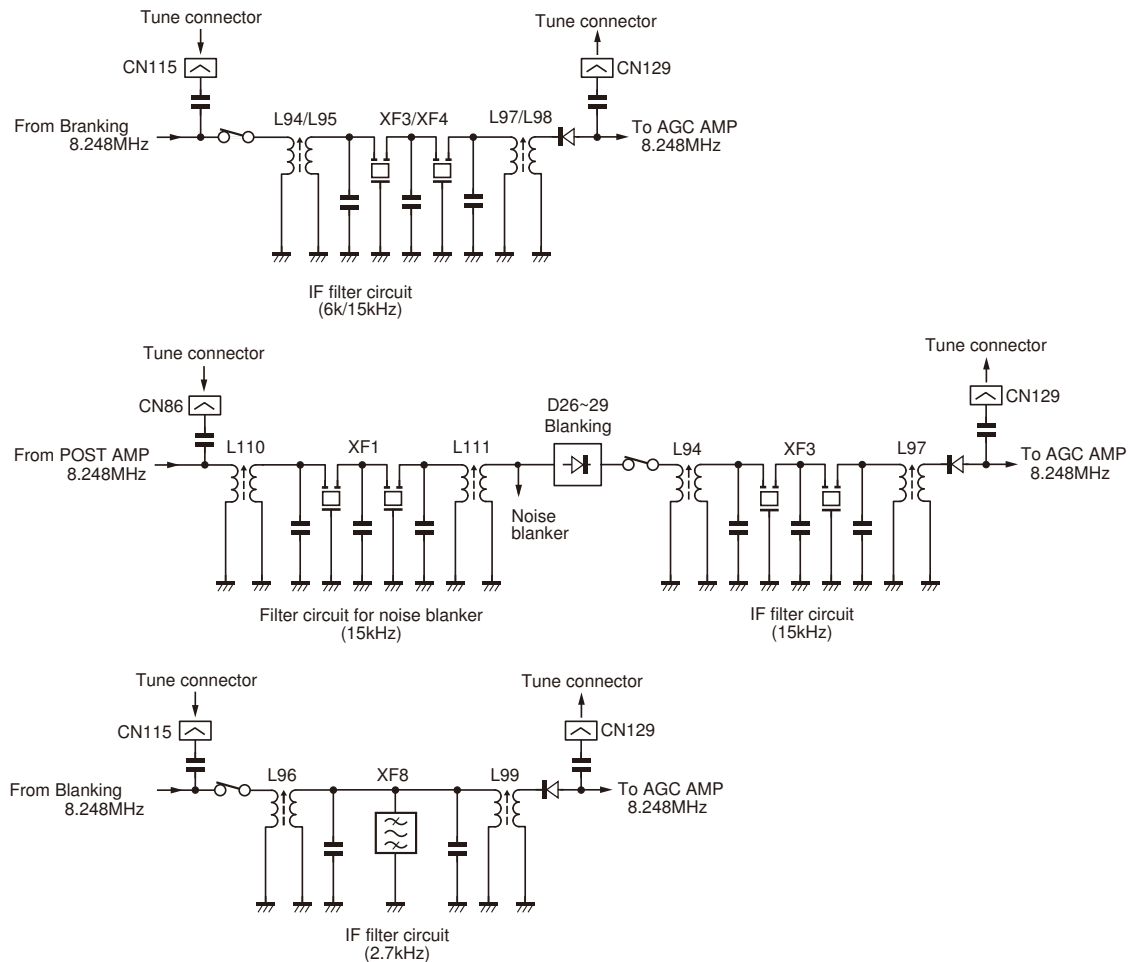 Tune connector
CN115
From Branking
8.248MHz
L94/L95
XF3/XF4
L97/L98
Tune connector
CN129
To AGC AMP
8.248MHz
IF filter circuit
(6k/15kHz)
Tune connector
CN86
From POST AMP
8.248MHz
L110
XF1
L111
D26~29
Blanking
Noise
blanker
L94
XF3
L97
Tune connector
CN129
To AGC AMP
8.248MHz
Filter circuit for noise blanker
(15kHz)
IF filter circuit
(15kHz)
Tune connector
CN115
From Blanking
8.248MHz
L96
XF8
L99
Tune connector
CN129
To AGC AMP
8.248MHz
IF filter circuit
(2.7kHz)